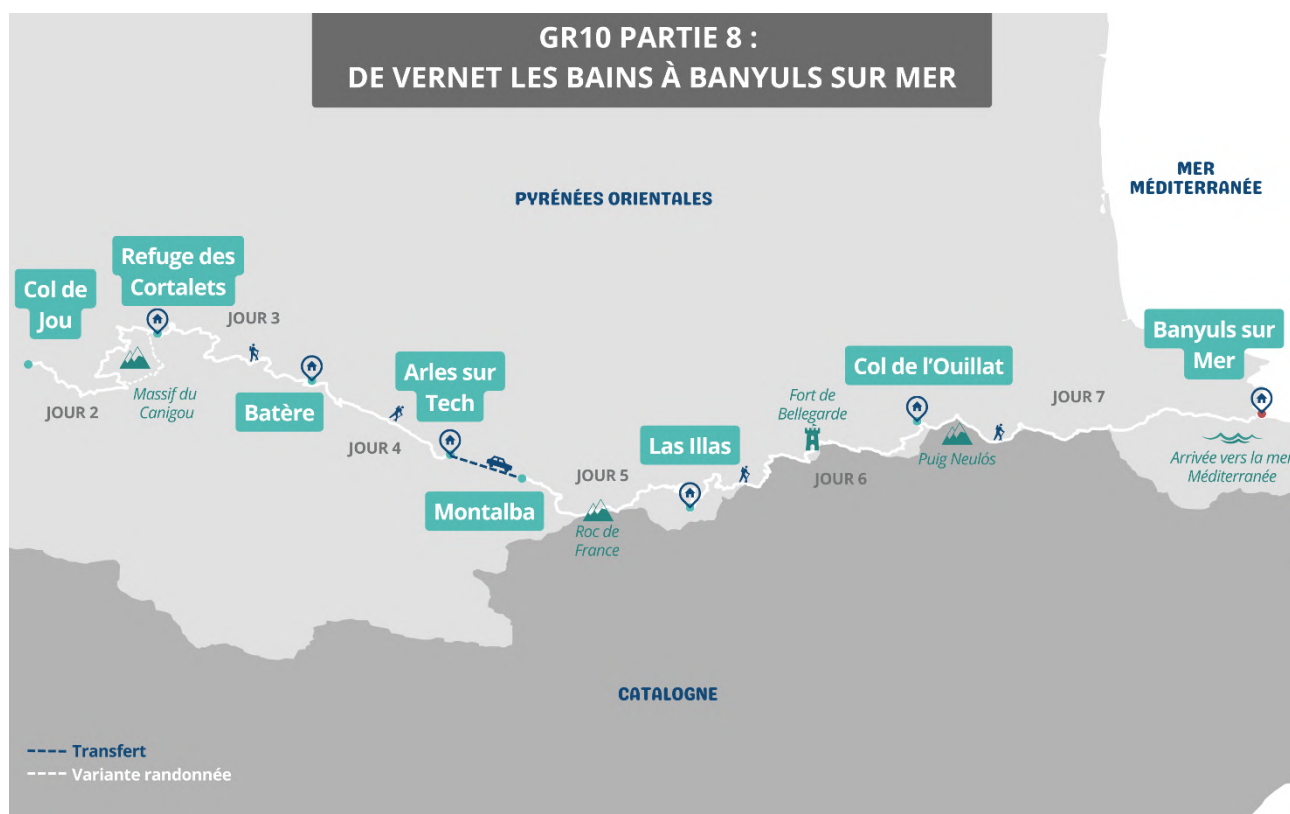 GR10 PARTIE 8 :
DE VERNET LES BAINS À BANYULS SUR MER
MER
MÉDITERRANÉE
PYRÉNÉES ORIENTALES
Refuge des
Cortalets
Col de
Jou
JOUR 3
Banyuls sur
Mer
Arles sur
Tech
Col de l'Ouillat
Massif du
Canigou
JOUR 2
Batère
Fort de
Bellegarde
JOUR 7
JOUR 4
Las Illas
Puig Neulós
Arrivée vers la mer
Méditerranée
JOUR 5
JOUR 6
Montalba
Roc de
France
CATALOGNE
Transfert
Variante randonnée